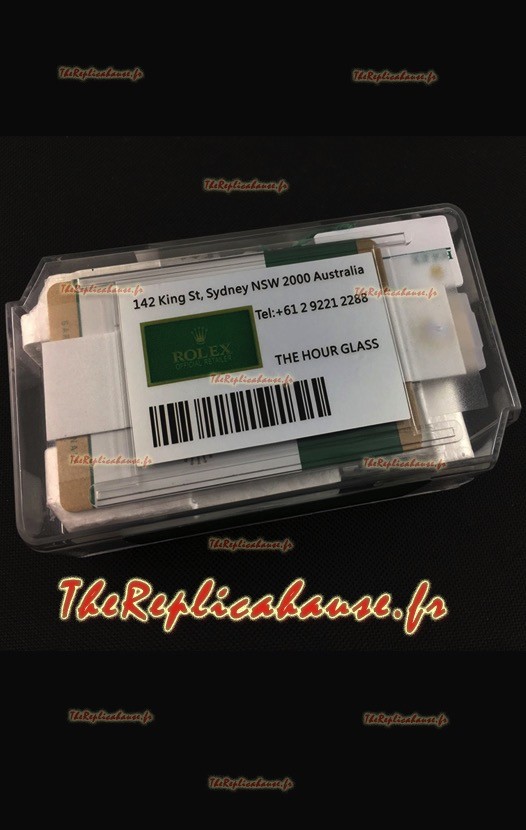 TheReplicahause.fr
TheReplicahause.fr
TheReplicahause.fr
142 King St, Sydney NSW 2000 Australia
Tel:+61 2 9221 2288
ROLEX
OFFICIAL RETAILER
THE HOUR GLASS
TheReplicahause.fr
TheReplicahause.fr
TheReplicahause.fr
TheReplicahause.fr
TheReplicahause.fr
TheReplicahause.fr
TheReplicahause.fr
TheReplicahause.fr